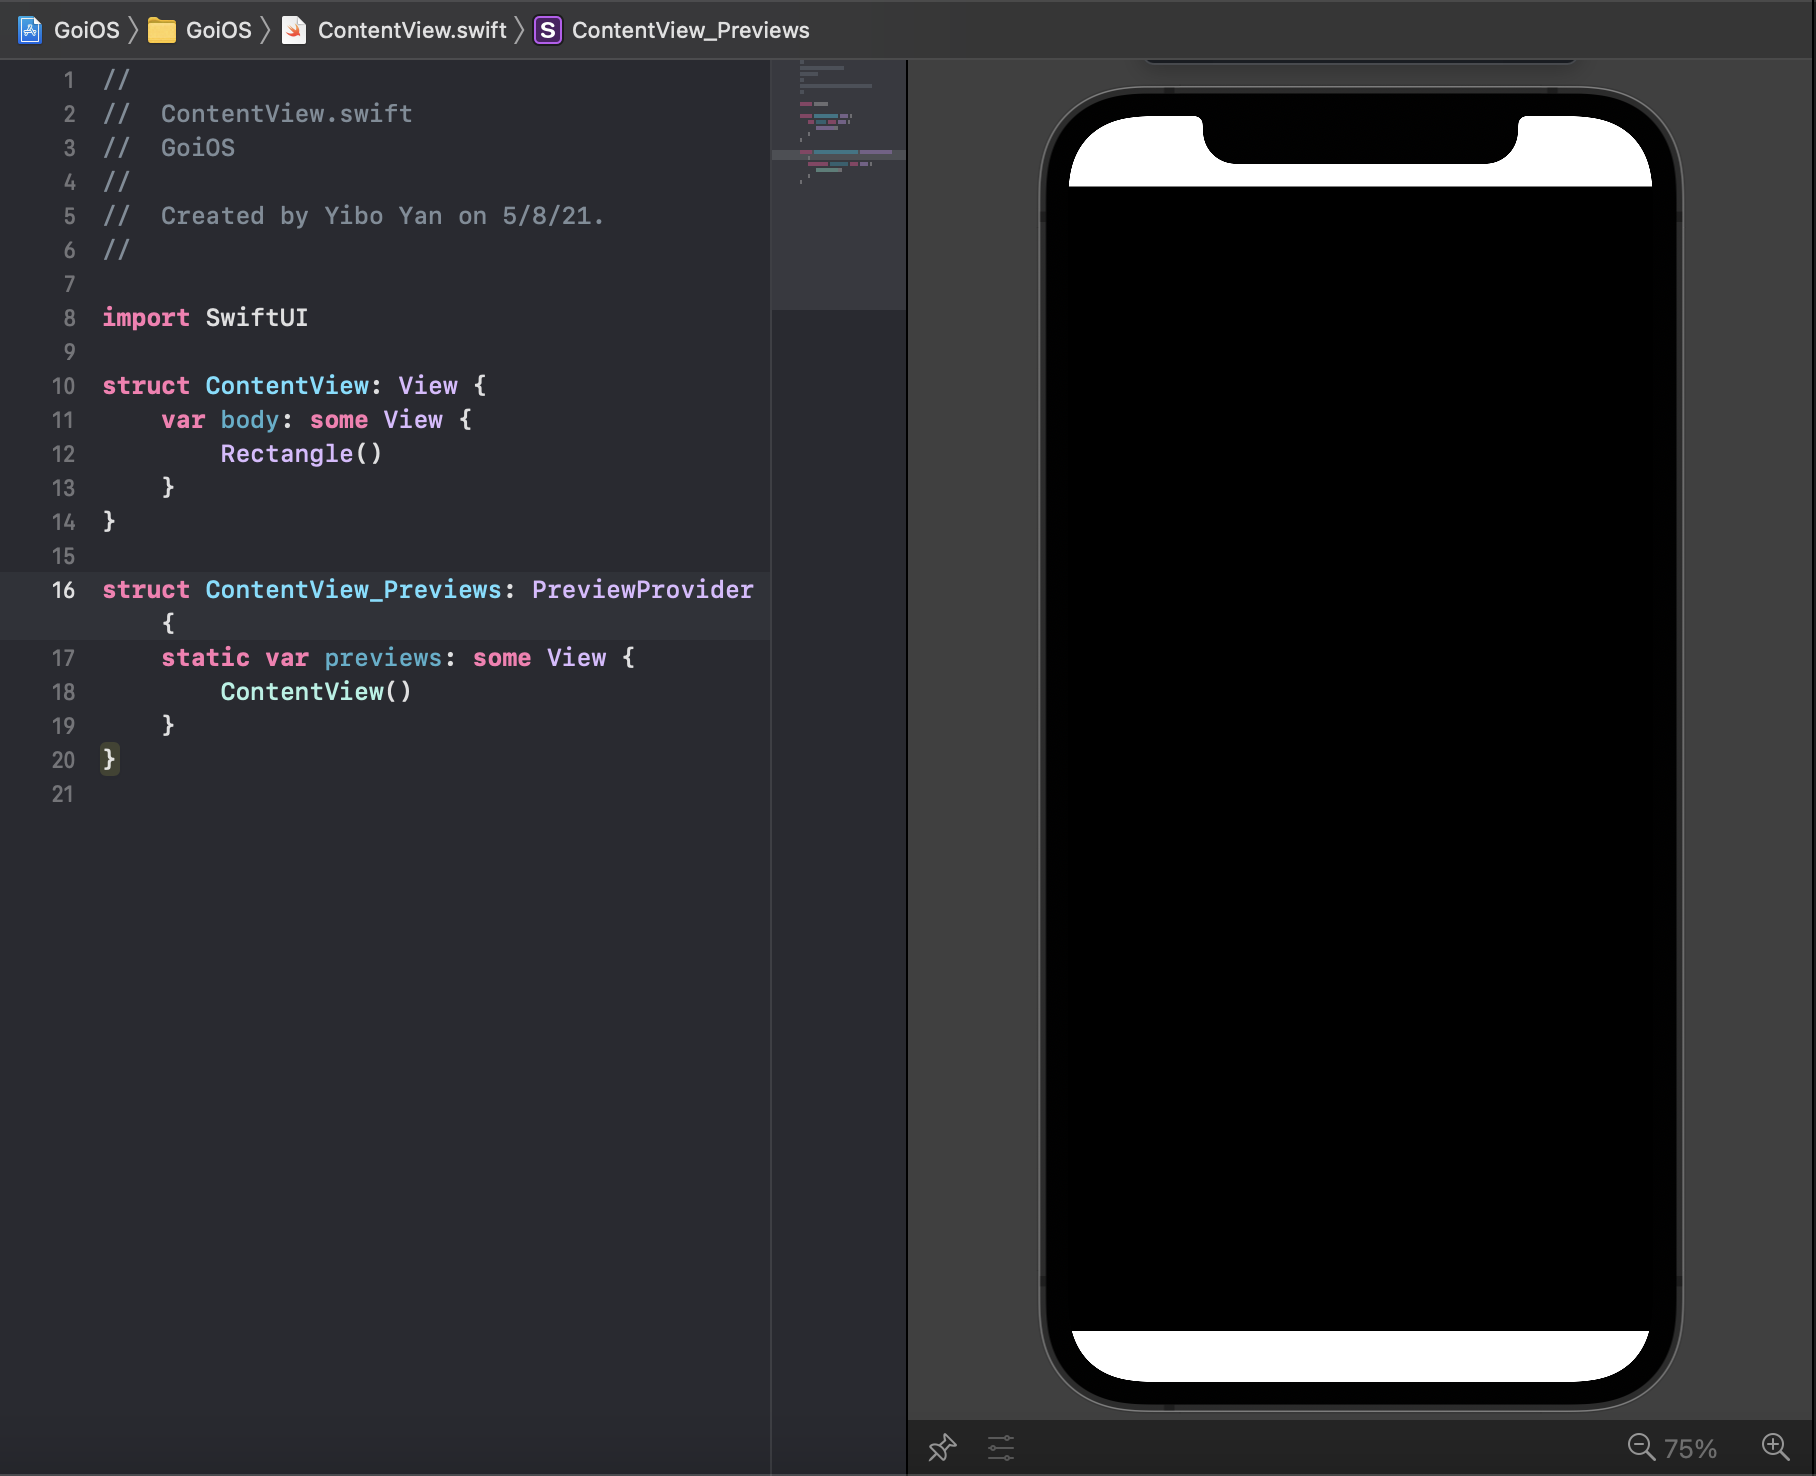 GoiOS GoiOS ContentView.swift S ContentView_Previews
1 //
2 //  ContentView.swift
3 //  GoiOS
4 //
5 //  Created by Yibo Yan on 5/8/21.
6 //
7
8 import SwiftUI
9
10 struct ContentView: View {
11     var body: some View {
12         Rectangle()
13     }
14 }
15
16 struct ContentView_Previews: PreviewProvider
    {
17     static var previews: some View {
18         ContentView()
19     }
20 }
21
75%